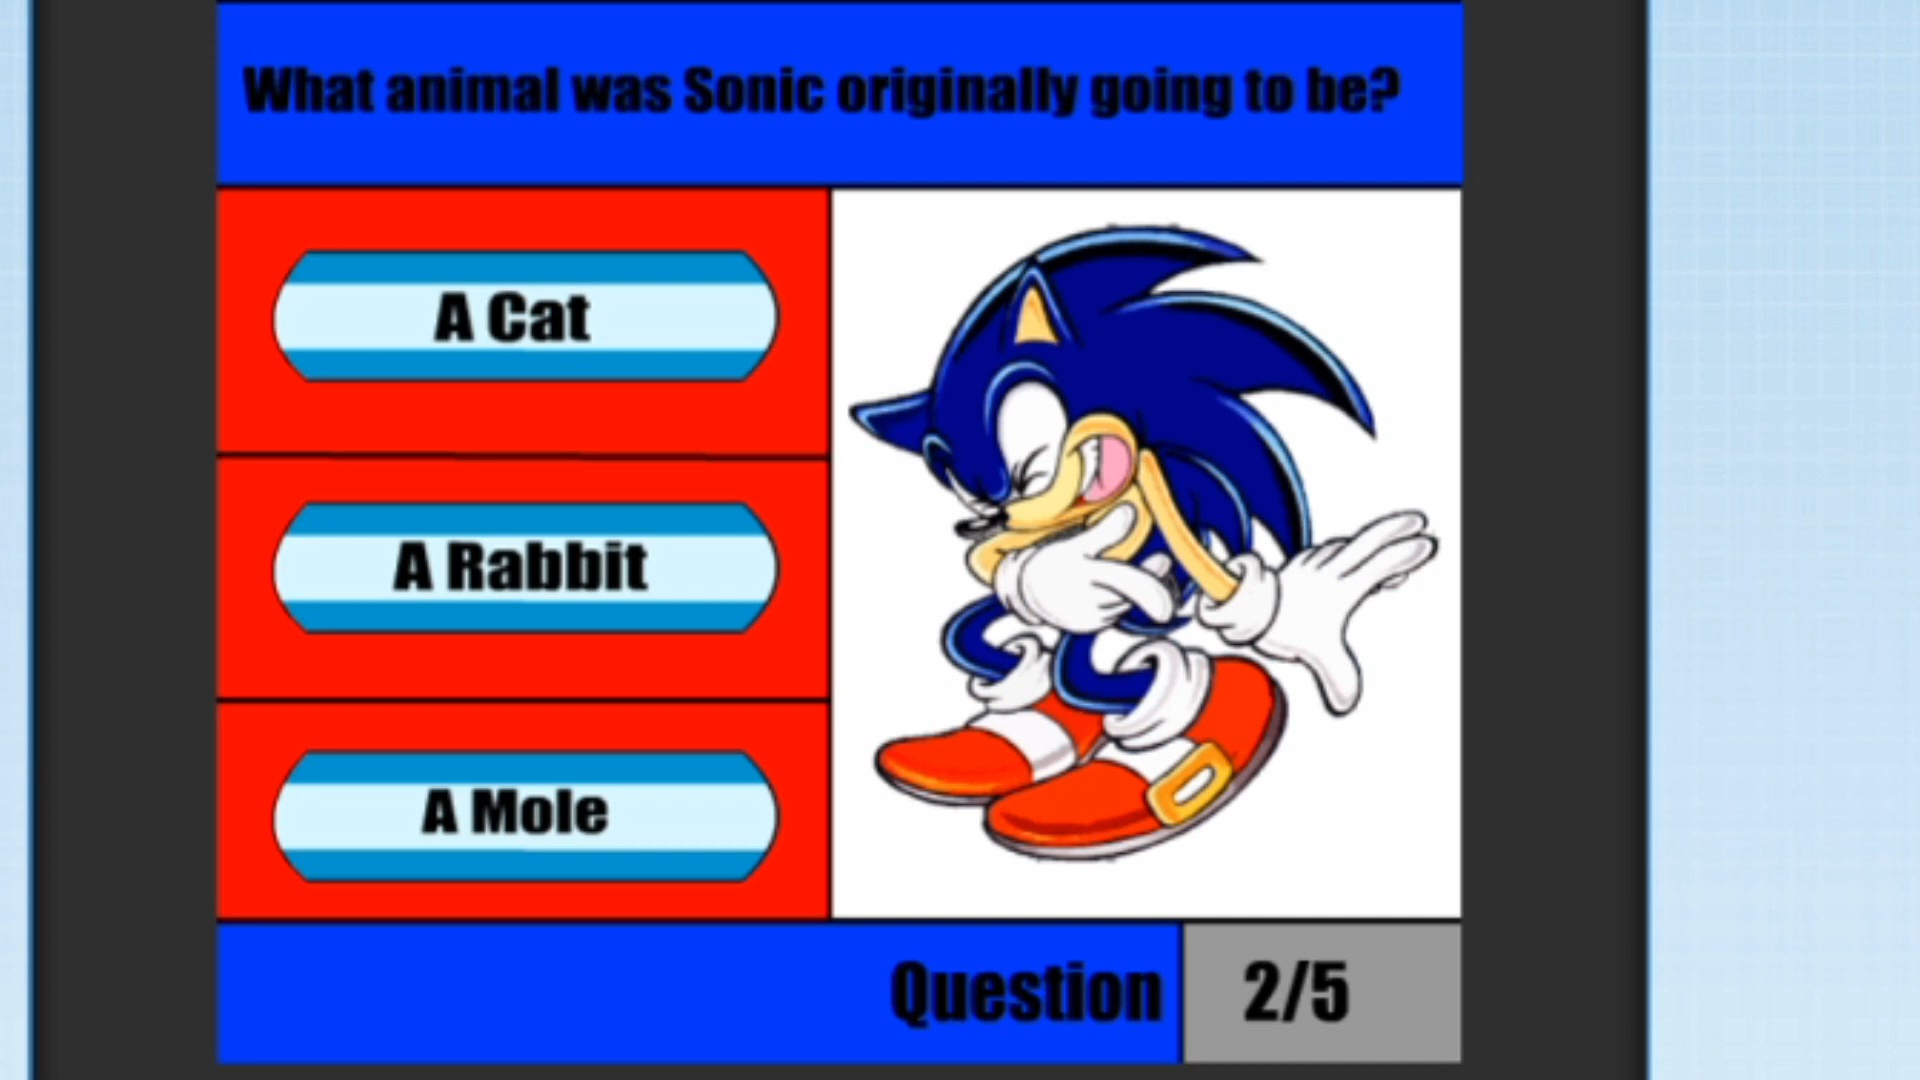 What animal was Sonic originally going to be?
A Cat
A Rabbit
A Mole
Question 2/5